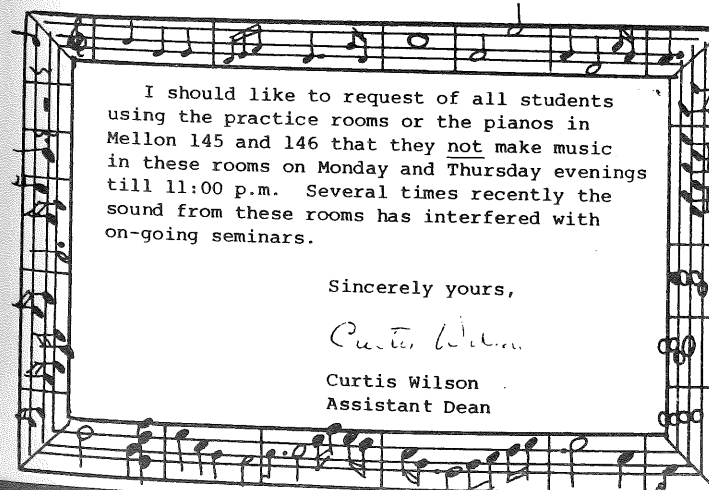 I should like to request of all students
using the practice rooms or the pianos in
Mellon 145 and 146 that they not make music
in these rooms on Monday and Thursday evenings
till 11:00 p.m.  Several times recently the
sound from these rooms has interfered with
on-going seminars.
Sincerely yours,
Curtis Wilson
Curtis Wilson
Assistant Dean